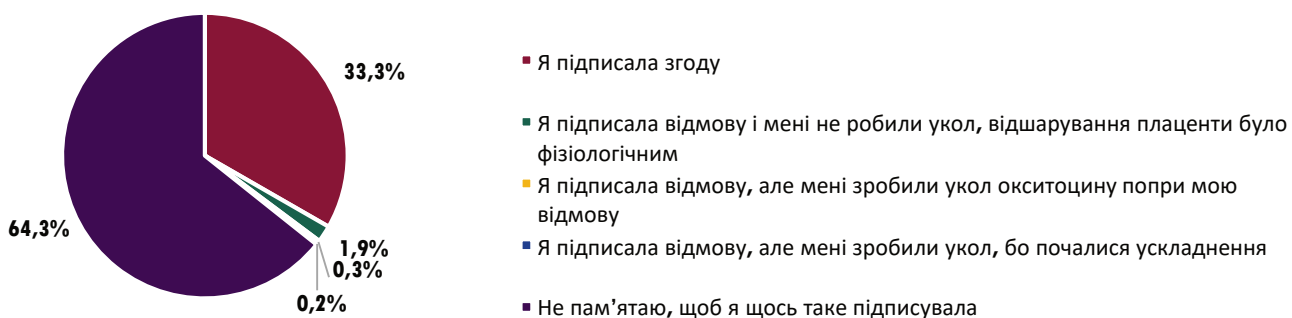 33,3%
Я підписала згоду
Я підписала відмову і мені не робили укол, відшарування плаценти було
фізіологічним
Я підписала відмову, але мені зробили укол окситоцину попри мою
відмову
64,3%
1,9%
Я підписала відмову, але мені зробили укол, бо почалися ускладнення
0,3%
0,2%
Не пам’ятаю, щоб я щось таке підписувала